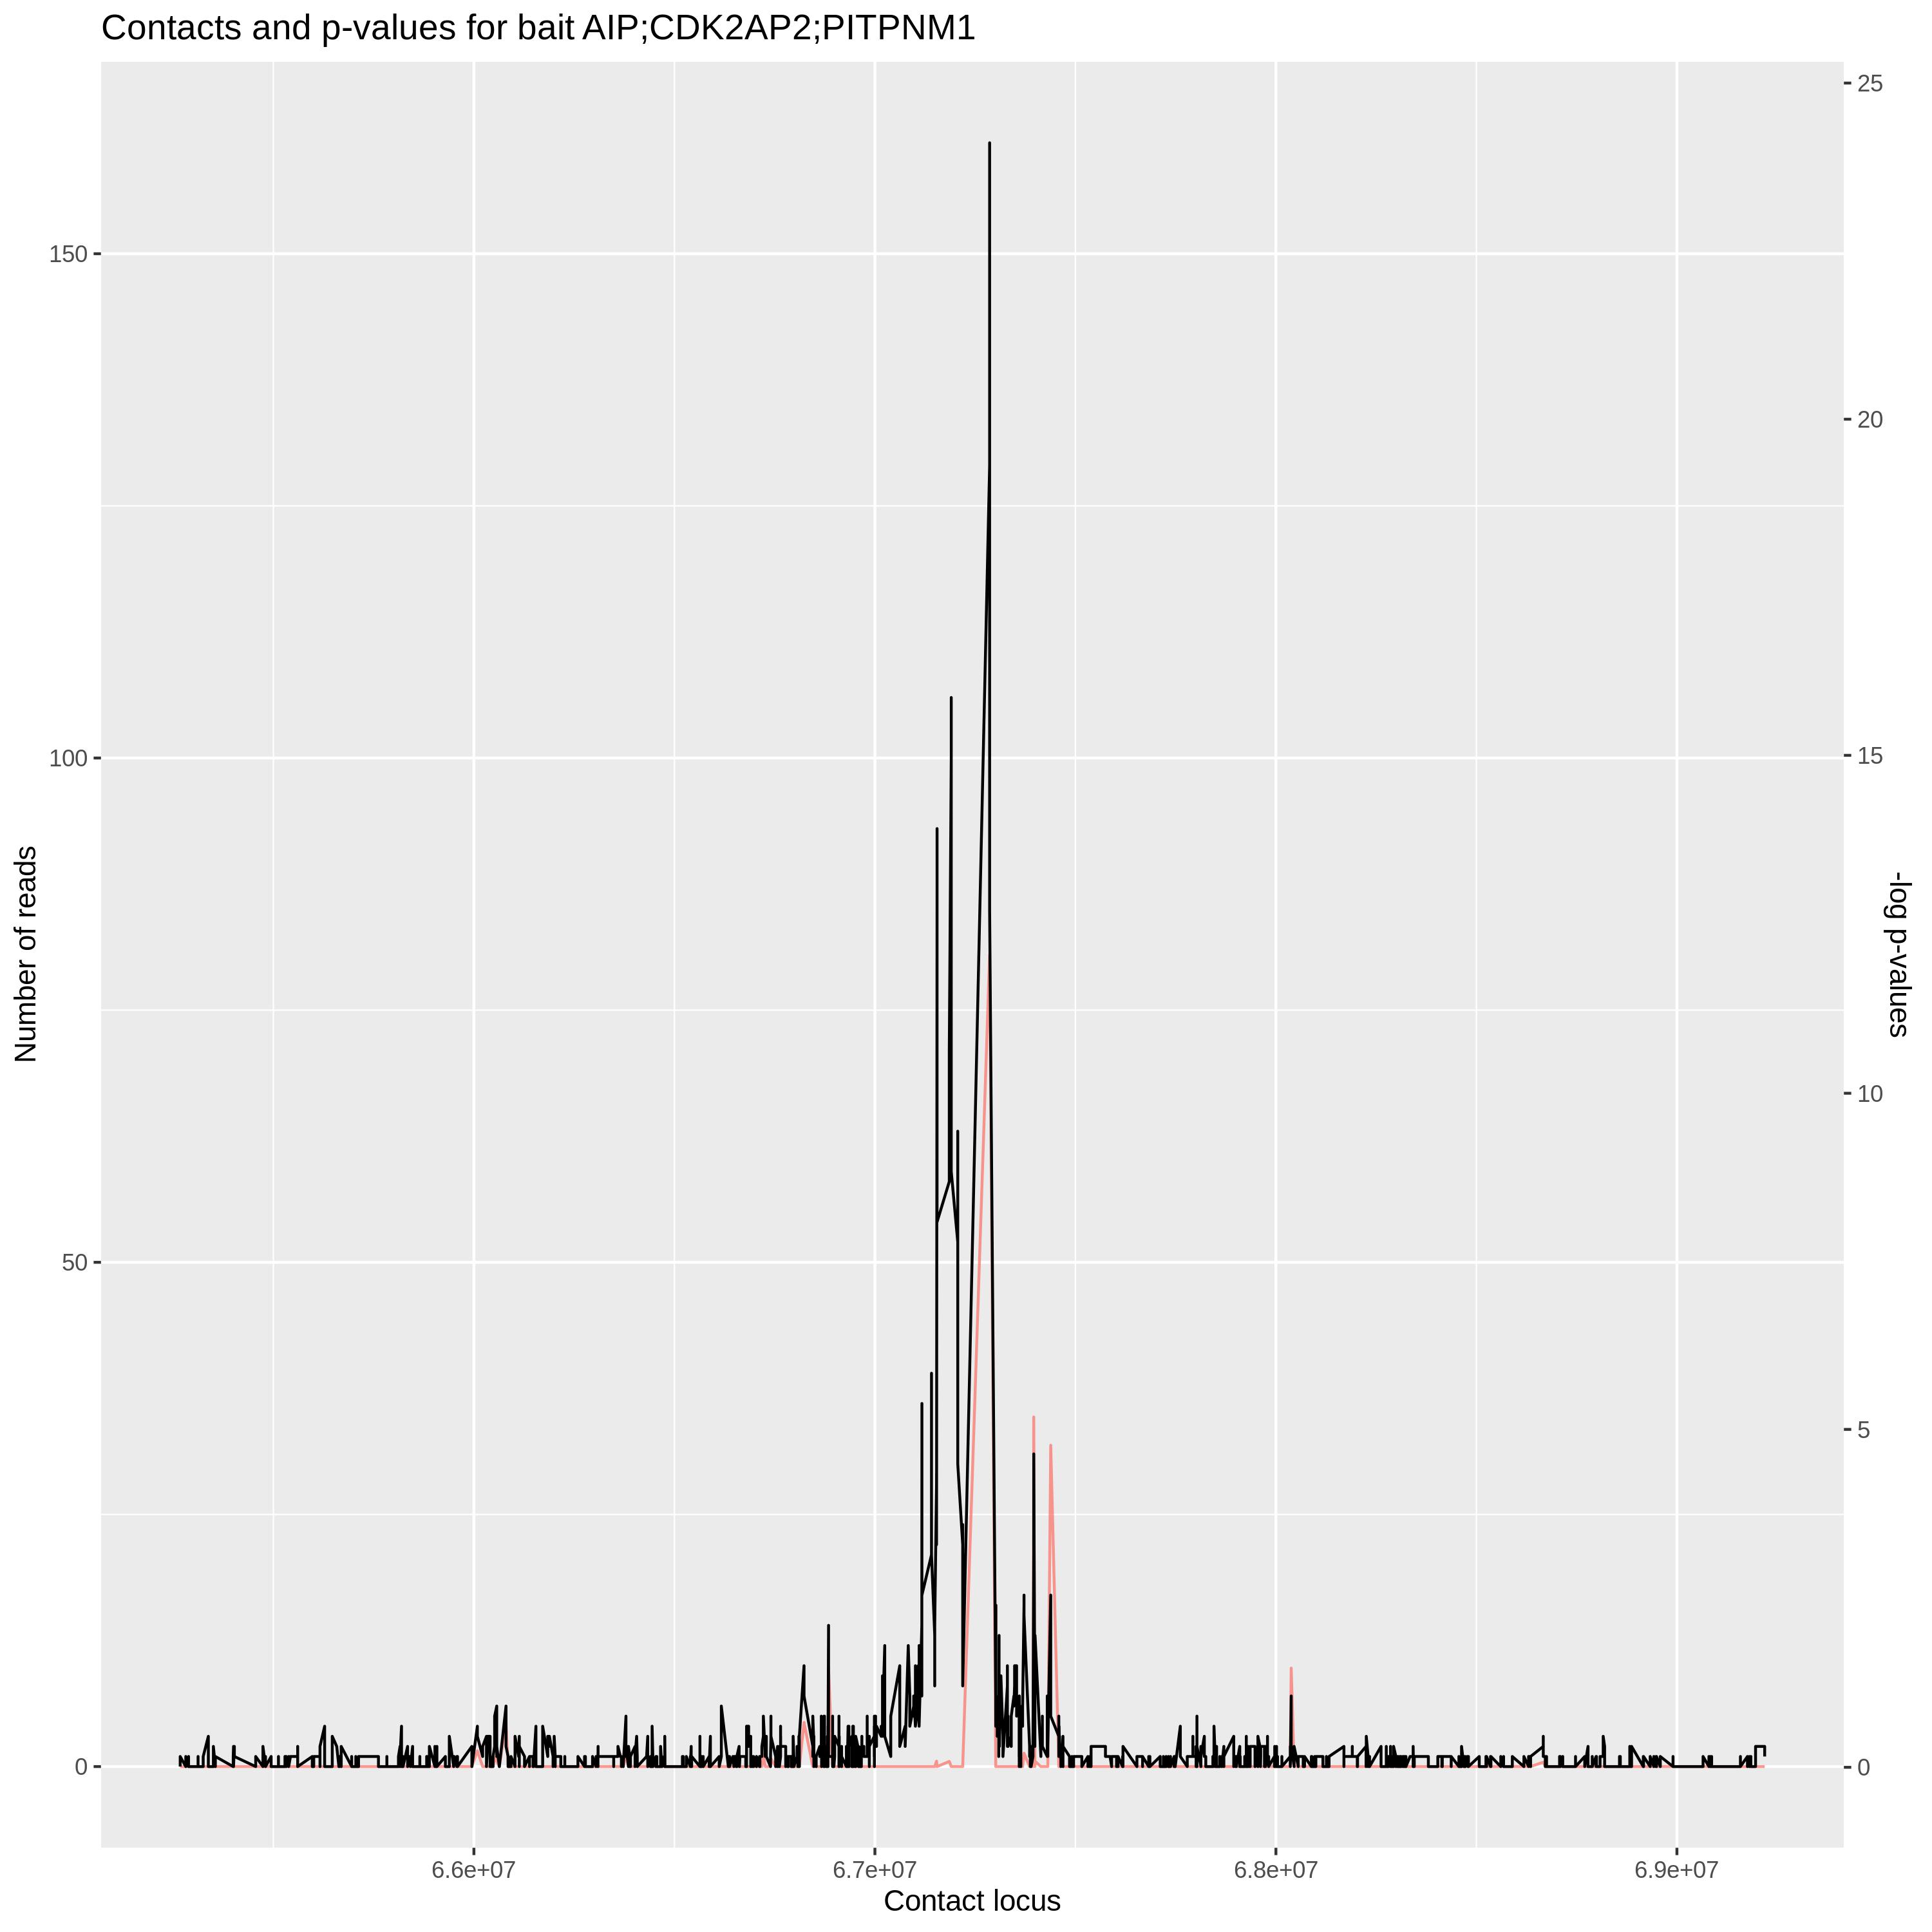 Contacts and p-values for bait AIP;CDK2AP2;PITPNM1
25
150
20
100
15
Number of reads
-log p-values
10
50
5
0
0
6.6e+07
6.7e+07
6.8e+07
6.9e+07
Contact locus